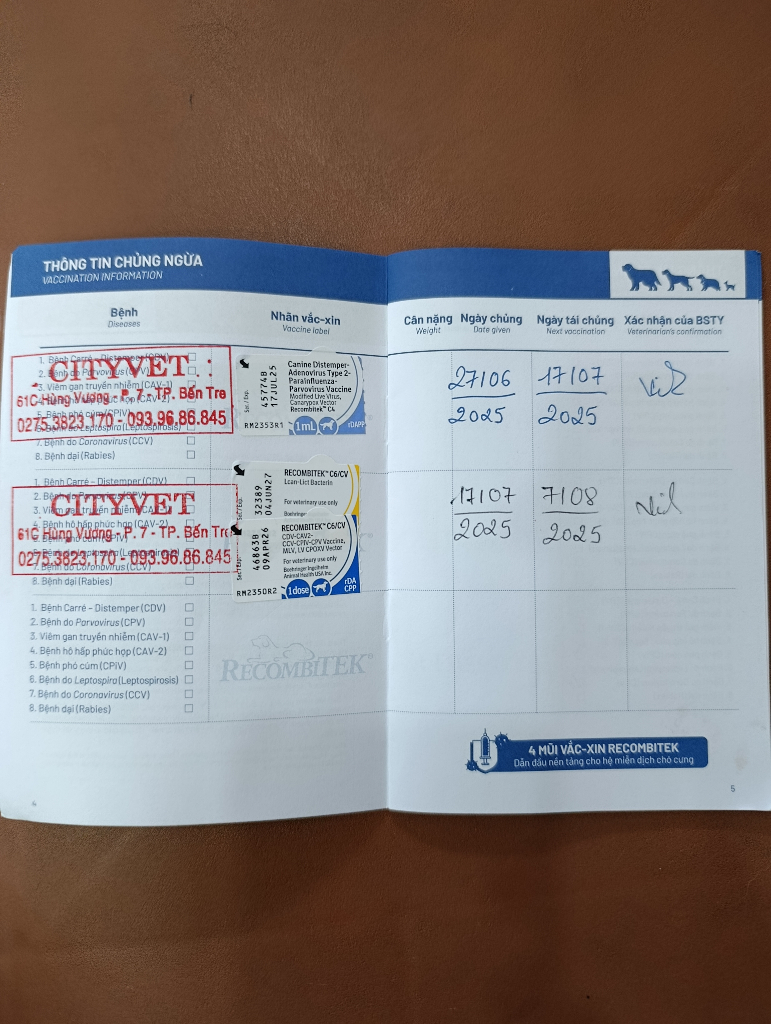 THÔNG TIN CHỦNG NGỪA
VACCINATION INFORMATION
Bệnh
Diseases
Nhãn vắc-xin
Vaccine label
Cân nặng
Weight
Ngày chủng
Date given
Ngày tái chủng
Next vaccination
Xác nhận của BSTY
Veterinarian's confirmation
1. Bệnh Carré - Distemper (CDV)
2. Bệnh do Parvovirus (CPV)
3. Viêm gan truyền nhiễm (CAV-1)
5. Bệnh phó cúm (CPiV)
6. Bệnh do Leptospira (Leptospirosis)
7. Bệnh do Coronavirus (CCV)
8. Bệnh dại (Rabies)
CITYVET
61C Hùng Vương - P. 7 - TP. Bến Tre
0275.3823.170 - 093.96.86.845
Ser./Exp.
45774B
17JUL25
Canine Distemper-
Adenovirus Type 2-
Parainfluenza-
Parvovirus Vaccine
Modified Live Virus,
Canarypox Vector
Recombitek™ C4
RM2353R1
1mL
rDAPP
27/06
2025
17/07
2025
1. Bệnh Carré - Distemper (CDV)
2. Bệnh do Parvovirus (CPV)
3. Viêm gan truyền nhiễm (CAV-1)
4. Bệnh hô hấp phức hợp (CAV-2)
5. Bệnh phó cúm (CPiV)
6. Bệnh do Leptospira (Leptospirosis)
7. Bệnh do Coronavirus (CCV)
8. Bệnh dại (Rabies)
CITYVET
61C Hùng Vương - P. 7 - TP. Bến Tre
0275.3823.170 - 093.96.86.845
Ser./Exp.
32389
04JUN27
RECOMBITEK™ C6/CV
Lcan-Lict Bacterin
For veterinary use only
Boehringer
Ser./Exp.
46863B
09APR26
RECOMBITEK™ C6/CV
CDV-CAV2-
CCV-CPIV-CPV Vaccine,
MLV, LV CPOXV Vector
For veterinary use only
Boehringer Ingelheim
Animal Health USA Inc.
RM2350R2
1 dose
rDA
CPP
17/07
2025
7/08
2025
1. Bệnh Carré - Distemper (CDV)
2. Bệnh do Parvovirus (CPV)
3. Viêm gan truyền nhiễm (CAV-1)
4. Bệnh hô hấp phức hợp (CAV-2)
5. Bệnh phó cúm (CPiV)
6. Bệnh do Leptospira (Leptospirosis)
7. Bệnh do Coronavirus (CCV)
8. Bệnh dại (Rabies)
RECOMBITEK®
4 MŨI VẮC-XIN RECOMBITEK
Dẫn đầu nền tảng cho hệ miễn dịch chó cưng
4
5